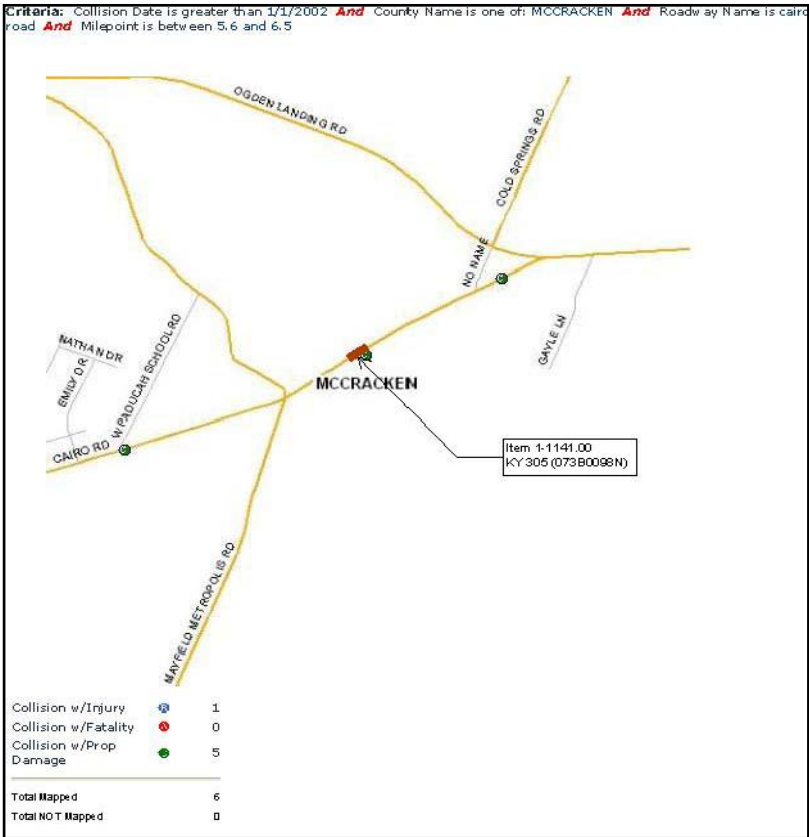 Criteria: Collision Date is greater than 1/1/2002 And County Name is one of: MCCRACKEN And Roadway Name is cairo
road And Milepoint is between 5.6 and 6.5
OGDEN LANDING RD
COLD SPRINGS RD
NO NAME
GAYLE LN
NATHAN DR
EMILY DR
W PADUCAH SCHOOL RD
MCCRACKEN
CAIRO RD
Item 1-1141.00
KY 305 (073B0098N)
MAYFIELD METROPOLIS RD
Collision w/Injury R 1
Collision w/Fatality 0
Collision w/Prop 5
Damage
Total Mapped 6
Total NOT Mapped 0